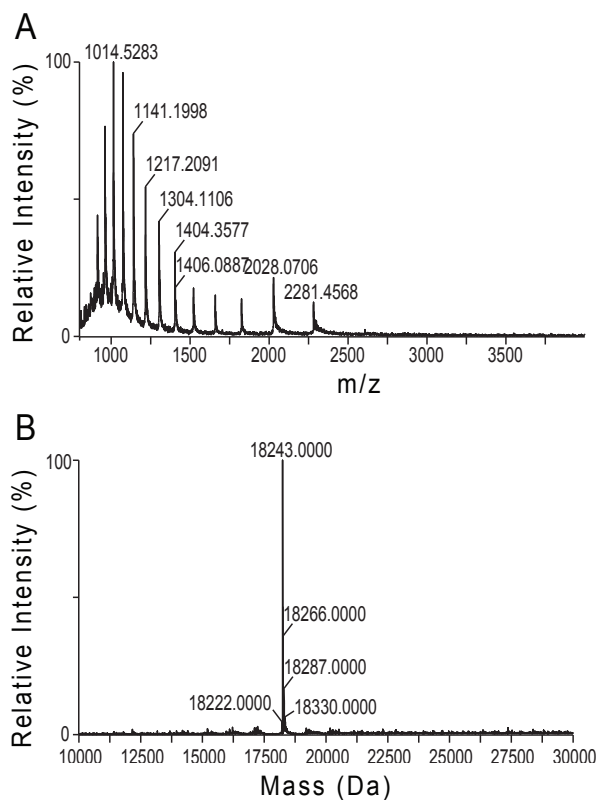 A
Relative Intensity (%)
100
0
1014.5283
1141.1998
1217.2091
1304.1106
1404.3577
1406.0887
2028.0706
2281.4568
1000 1500 2000 2500 3000 3500
m/z
B
Relative Intensity (%)
100
0
18243.0000
18266.0000
18287.0000
18222.0000
18330.0000
10000 12500 15000 17500 20000 22500 25000 27500 30000
Mass (Da)